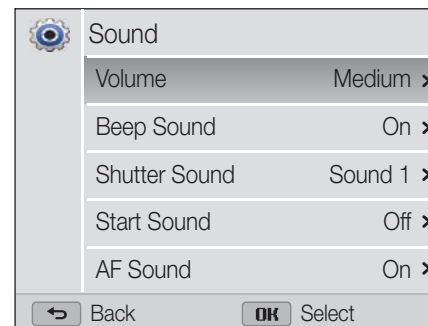 Sound
Volume Medium
Beep Sound On
Shutter Sound Sound 1
Start Sound Off
AF Sound On
Back OK Select